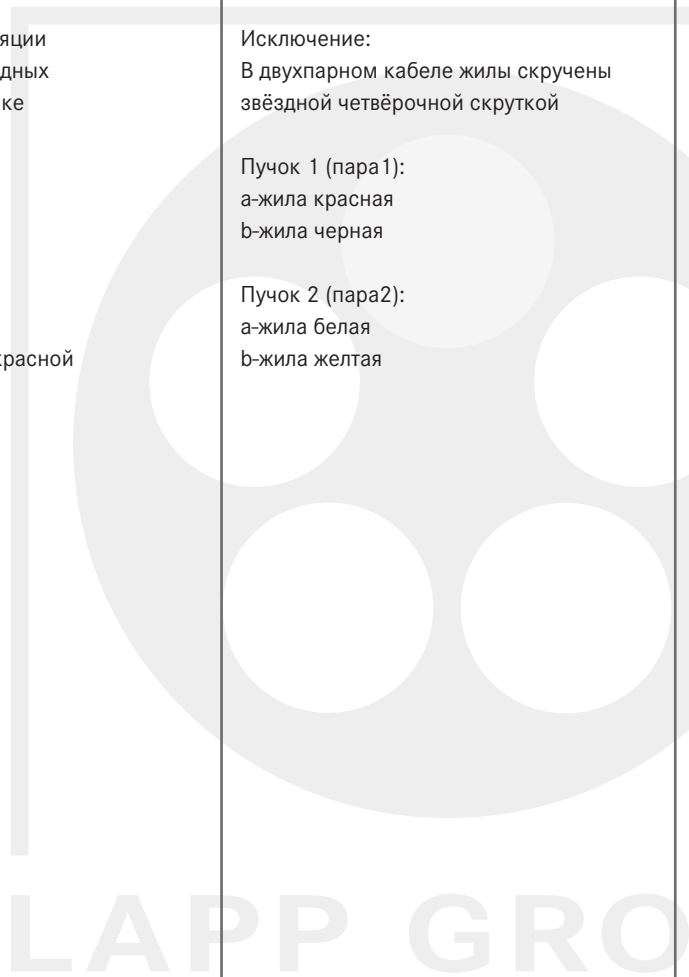 яции
дных
ке
красной
Исключение:
В двухпарном кабеле жилы скручены
звёздной четвёрочной скруткой
Пучок 1 (пара1):
a-жила красная
b-жила черная
Пучок 2 (пара2):
a-жила белая
b-жила желтая
LAPP GRO